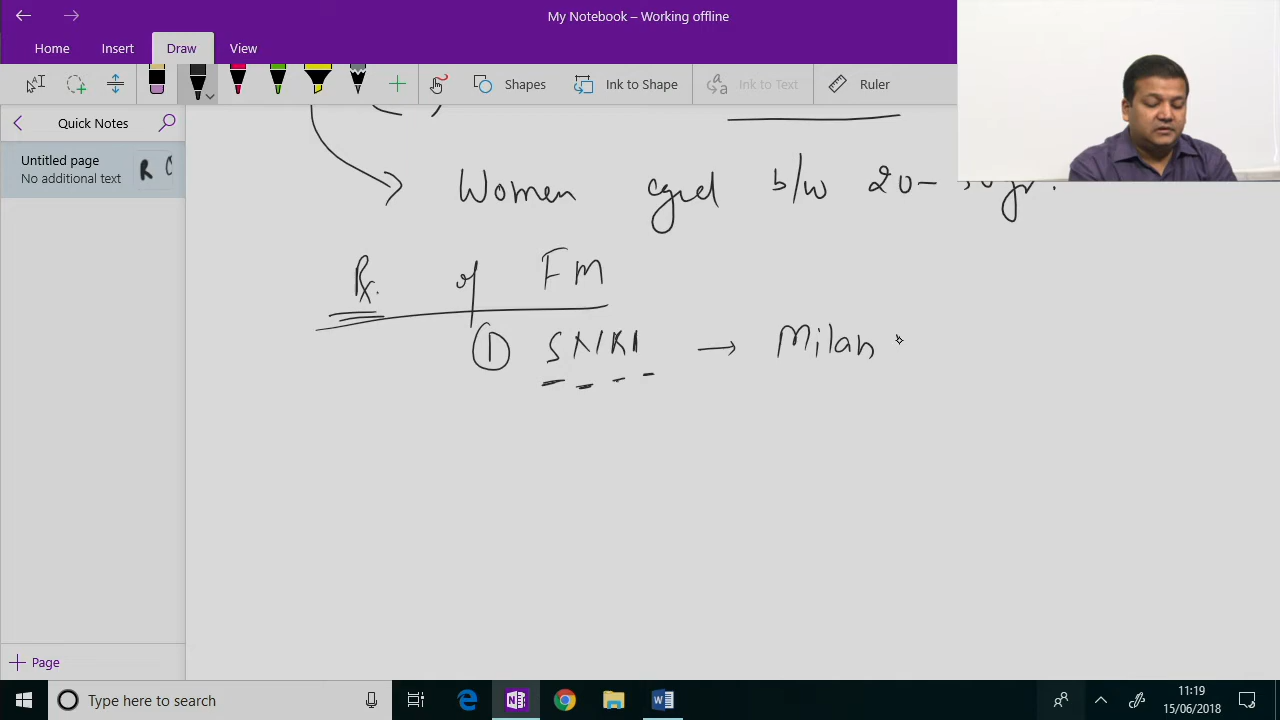 My Notebook – Working offline
Home Insert Draw View
Shapes Ink to Shape Ink to Text Ruler
Quick Notes
Untitled page
No additional text
R
Women aged b/w 20-
Rx. of FM
① SNRI → Milan
Page
Type here to search
11:19
15/06/2018